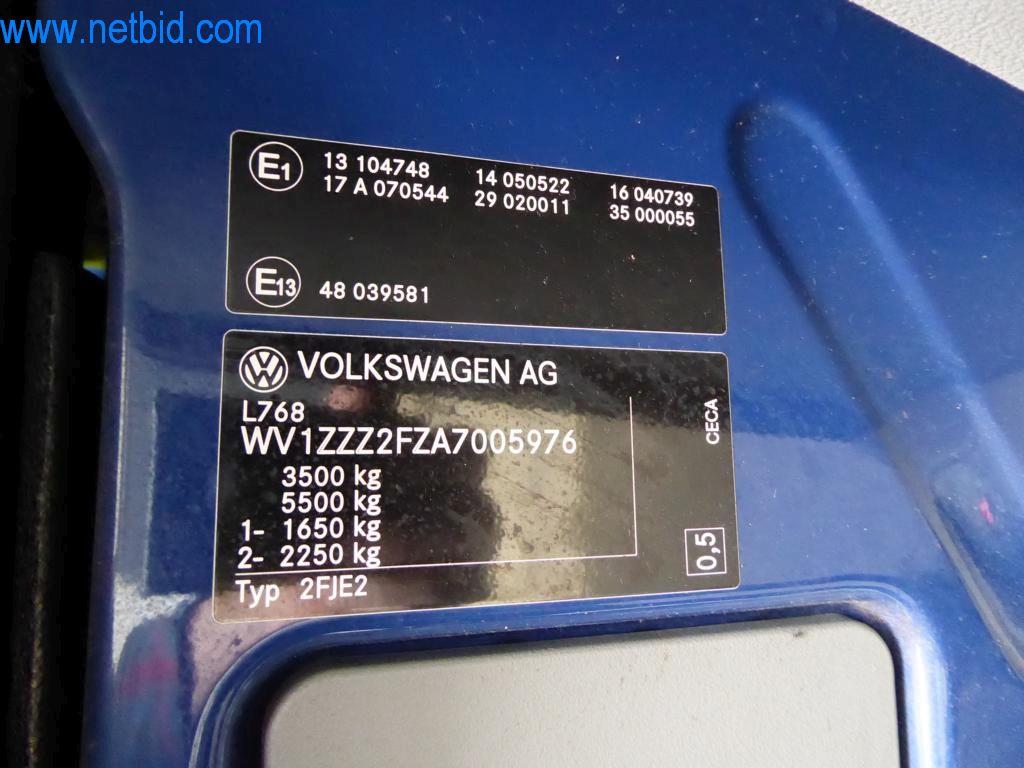 www.netbid.com
E1 13 104748 14 050522 16 040739
17 A 070544 29 020011 35 000055
E13 48 039581
VW VOLKSWAGEN AG
L768
WV1ZZZ2FZA7005976
3500 kg
5500 kg
1- 1650 kg
2- 2250 kg
Typ 2FJE2
CECA
0,5